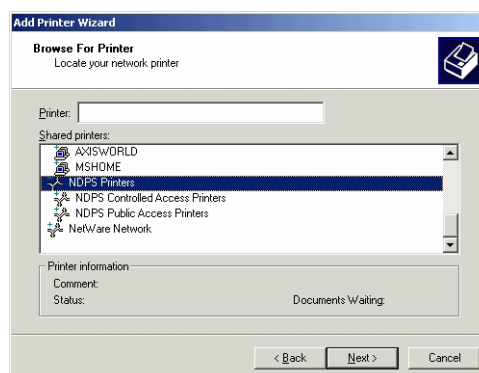 Add Printer Wizard
Browse For Printer
Locate your network printer
Printer:
Shared printers:
AXISWORLD
MSHOME
NDPS Printers
NDPS Controlled Access Printers
NDPS Public Access Printers
NetWare Network
Printer information
Comment:
Status:
Documents Waiting:
< Back
Next >
Cancel